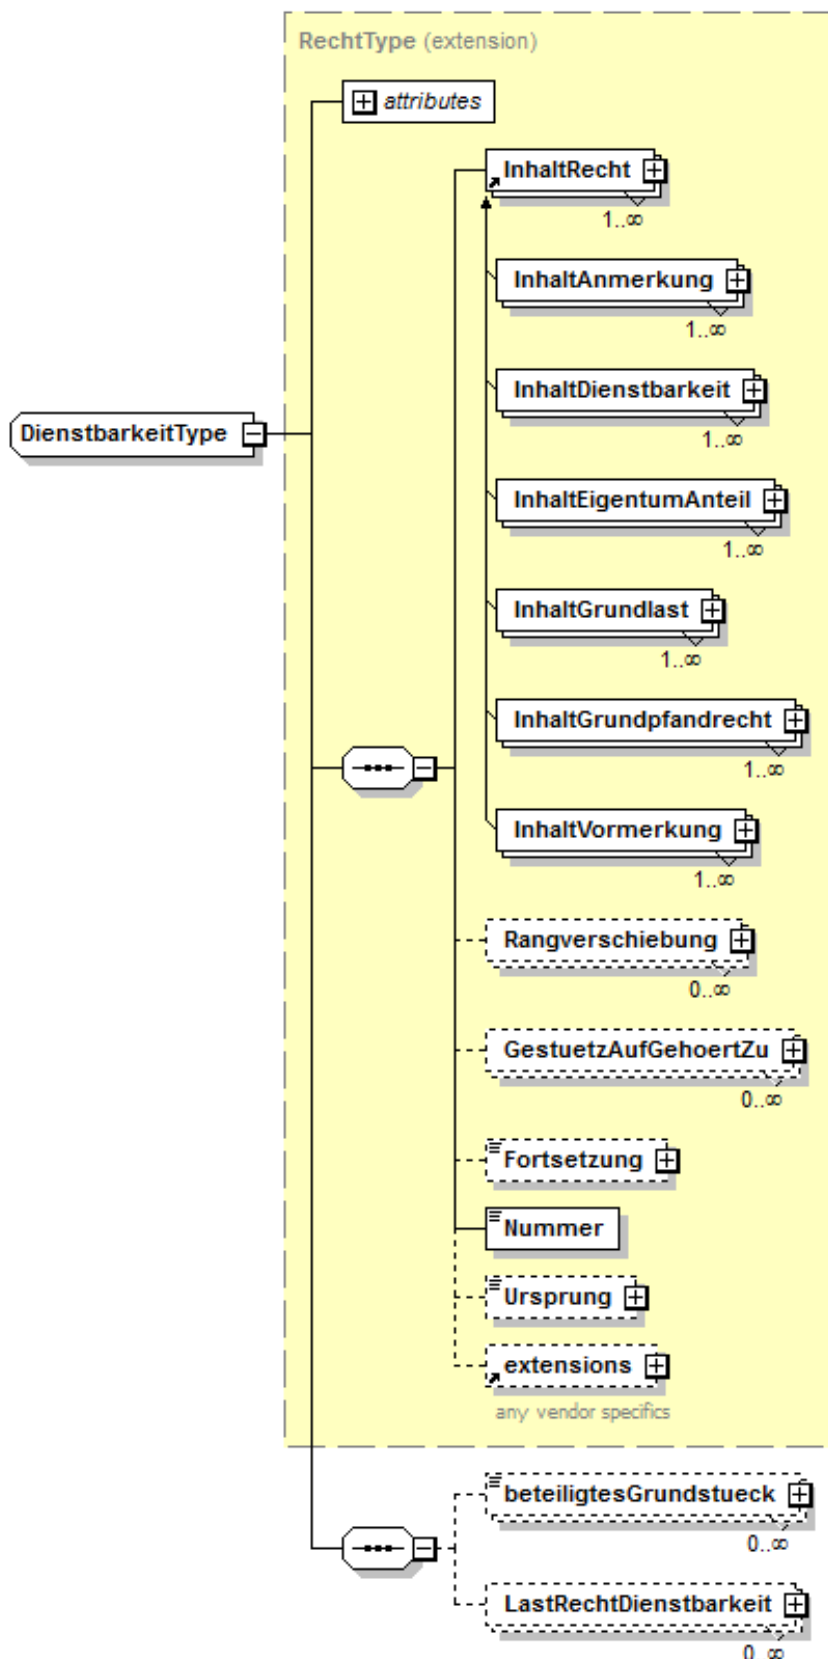 RechtType (extension)
attributes
InhaltRecht
1..∞
InhaltAnmerkung
1..∞
InhaltDienstbarkeit
1..∞
DienstbarkeitType
InhaltEigentumAnteil
1..∞
InhaltGrundlast
1..∞
InhaltGrundpfandrecht
1..∞
InhaltVormerkung
1..∞
Rangverschiebung
0..∞
GestuetzAufGehoertZu
0..∞
Fortsetzung
Nummer
Ursprung
extensions
any vendor specifics
beteiligtesGrundstueck
0..∞
LastRechtDienstbarkeit
0..∞